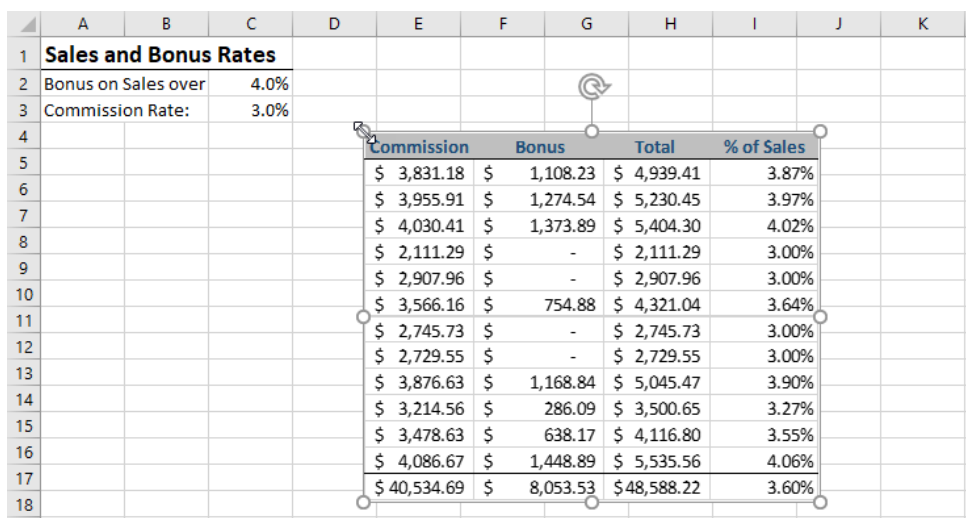 A B C D E F G H I J K
1 Sales and Bonus Rates
2 Bonus on Sales over 4.0%
3 Commission Rate: 3.0%
4
Commission Bonus Total % of Sales
5
$ 3,831.18 $ 1,108.23 $ 4,939.41 3.87%
6
$ 3,955.91 $ 1,274.54 $ 5,230.45 3.97%
7
$ 4,030.41 $ 1,373.89 $ 5,404.30 4.02%
8
$ 2,111.29 $ - $ 2,111.29 3.00%
9
$ 2,907.96 $ - $ 2,907.96 3.00%
10
$ 3,566.16 $ 754.88 $ 4,321.04 3.64%
11
$ 2,745.73 $ - $ 2,745.73 3.00%
12
$ 2,729.55 $ - $ 2,729.55 3.00%
13
$ 3,876.63 $ 1,168.84 $ 5,045.47 3.90%
14
$ 3,214.56 $ 286.09 $ 3,500.65 3.27%
15
$ 3,478.63 $ 638.17 $ 4,116.80 3.55%
16
$ 4,086.67 $ 1,448.89 $ 5,535.56 4.06%
17
$ 40,534.69 $ 8,053.53 $ 48,588.22 3.60%
18